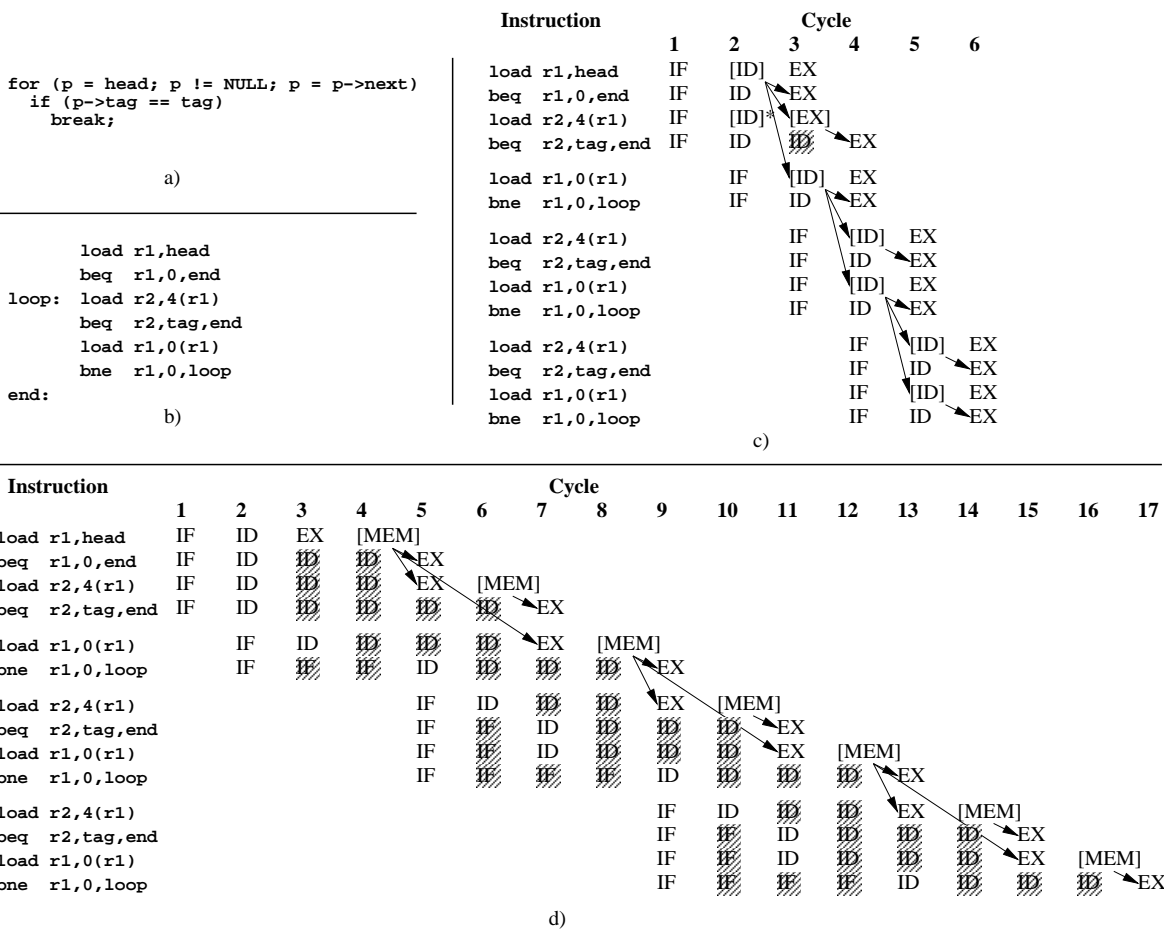 for (p = head; p != NULL; p = p->next)
if (p->tag == tag)
break;
a)
load r1,head
beq r1,0,end
loop: load r2,4(r1)
beq r2,tag,end
load r1,0(r1)
bne r1,0,loop
end:
b)
Instruction Cycle
1 2 3 4 5 6
load r1,head IF [ID] EX
beq r1,0,end IF ID EX
load r2,4(r1) IF [ID]* [EX]
beq r2,tag,end IF ID ID EX
load r1,0(r1) IF [ID] EX
bne r1,0,loop IF ID EX
load r2,4(r1) IF [ID] EX
beq r2,tag,end IF ID EX
load r1,0(r1) IF [ID] EX
bne r1,0,loop IF ID EX
load r2,4(r1) IF [ID] EX
beq r2,tag,end IF ID EX
load r1,0(r1) IF [ID] EX
bne r1,0,loop IF ID EX
c)
Instruction Cycle
1 2 3 4 5 6 7 8 9 10 11 12 13 14 15 16 17
load r1,head IF ID EX [MEM]
beq r1,0,end IF ID ID ID EX
load r2,4(r1) IF ID ID ID EX [MEM]
beq r2,tag,end IF ID ID ID ID ID EX
load r1,0(r1) IF ID ID ID ID EX [MEM]
bne r1,0,loop IF IF IF ID ID ID ID EX
load r2,4(r1) IF ID ID ID EX [MEM]
beq r2,tag,end IF IF ID ID ID ID EX
load r1,0(r1) IF IF ID ID ID ID EX [MEM]
bne r1,0,loop IF IF IF IF ID ID ID ID EX
load r2,4(r1) IF ID ID ID EX [MEM]
beq r2,tag,end IF IF ID ID ID ID EX
load r1,0(r1) IF IF ID ID ID ID EX [MEM]
bne r1,0,loop IF IF IF IF ID ID ID ID EX
d)